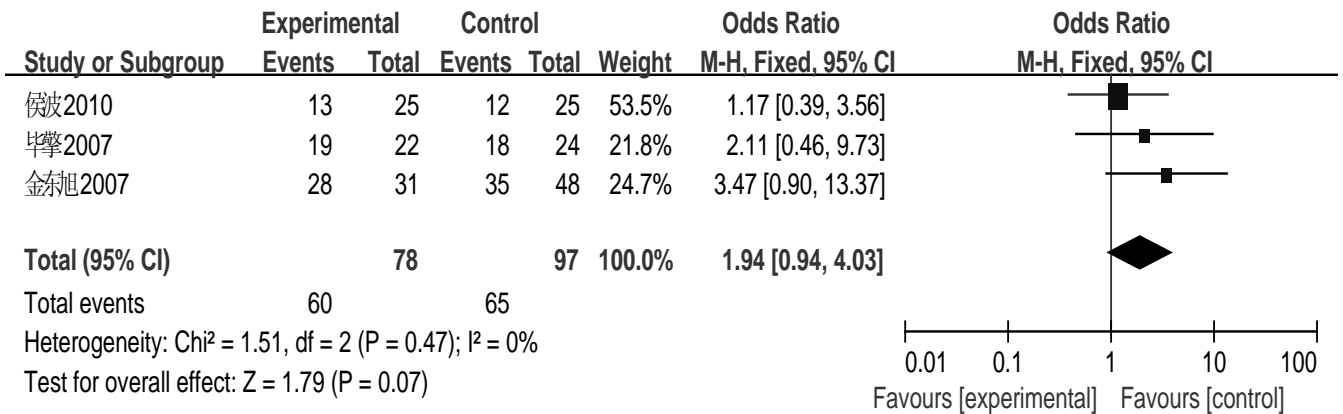 Experimental Control Odds Ratio Odds Ratio
Study or Subgroup Events Total Events Total Weight M-H, Fixed, 95% CI M-H, Fixed, 95% CI
侯波2010 13 25 12 25 53.5% 1.17 [0.39, 3.56]
毕擎2007 19 22 18 24 21.8% 2.11 [0.46, 9.73]
金东旭2007 28 31 35 48 24.7% 3.47 [0.90, 13.37]
Total (95% CI) 78 97 100.0% 1.94 [0.94, 4.03]
Total events 60 65
Heterogeneity: Chi² = 1.51, df = 2 (P = 0.47); I² = 0%
Test for overall effect: Z = 1.79 (P = 0.07)
0.01 0.1 1 10 100
Favours [experimental] Favours [control]